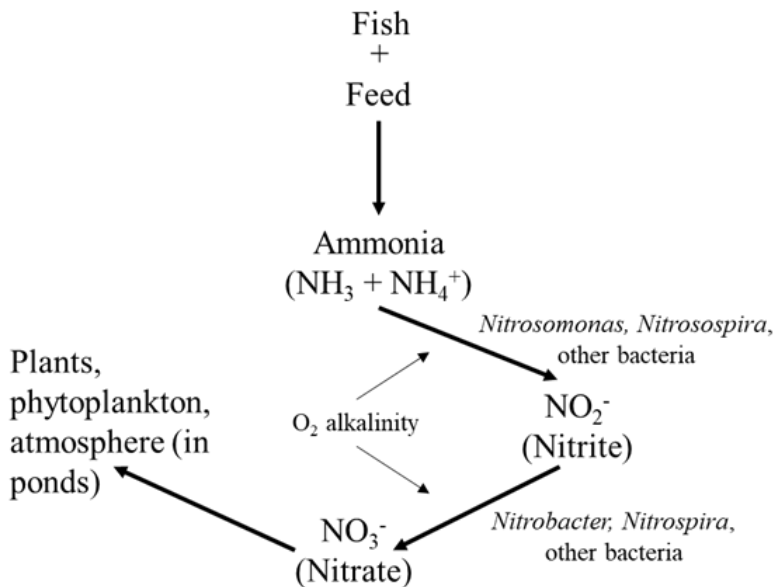 Fish
+
Feed
Ammonia
(NH₃ + NH₄⁺)
Nitrosomonas, Nitrosospira,
other bacteria
Plants,
phytoplankton,
atmosphere (in
ponds)
O₂ alkalinity
NO₂⁻
(Nitrite)
Nitrobacter, Nitrospira,
other bacteria
NO₃⁻
(Nitrate)